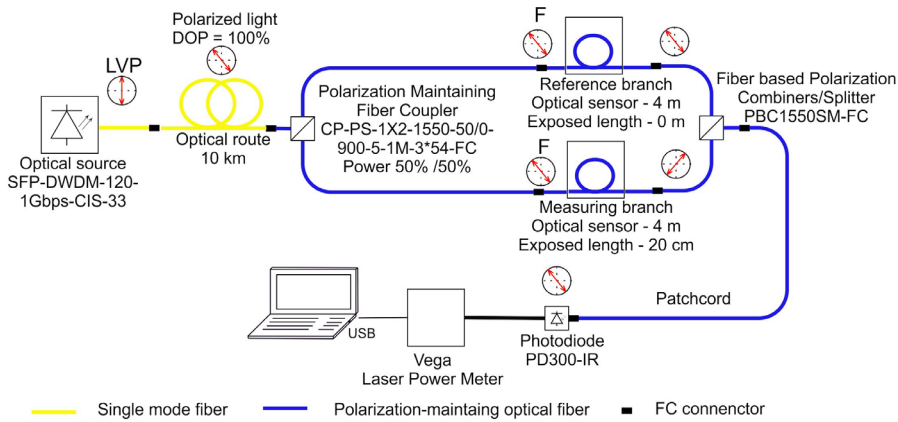 Polarized light
DOP = 100%
LVP
Optical source
SFP-DWDM-120-
1Gbps-CIS-33
Optical route
10 km
Polarization Maintaining
Fiber Coupler
CP-PS-1X2-1550-50/0-
900-5-1M-3*54-FC
Power 50% /50%
F
Reference branch
Optical sensor - 4 m
Exposed length - 0 m
F
Measuring branch
Optical sensor - 4 m
Exposed length - 20 cm
Fiber based Polarization
Combiners/Splitter
PBC1550SM-FC
USB
Vega
Laser Power Meter
Photodiode
PD300-IR
Patchcord
Single mode fiber
Polarization-maintaing optical fiber
FC connenctor